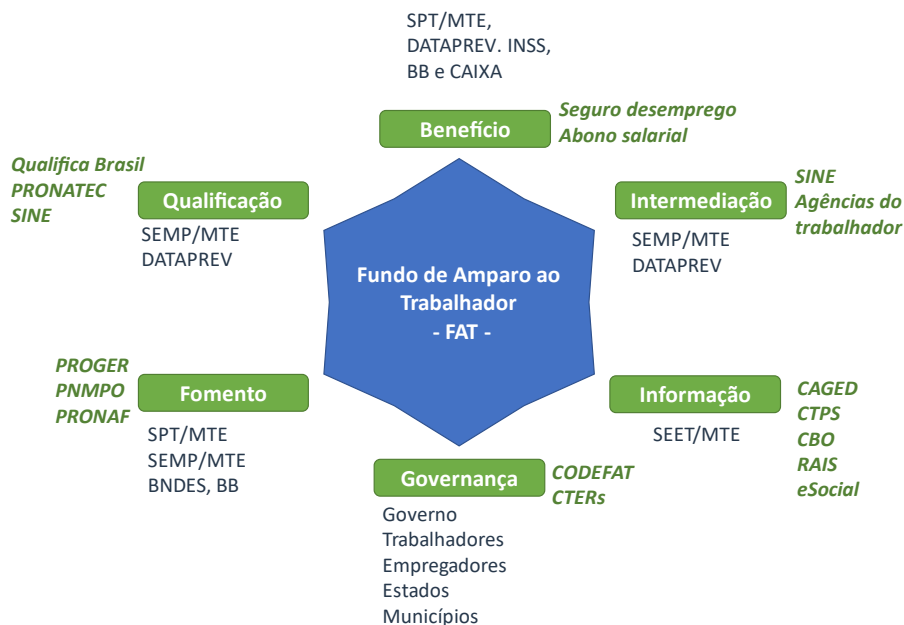 SPT/MTE,
DATAPREV. INSS,
BB e CAIXA
Benefício
Seguro desemprego
Abono salarial
Qualifica Brasil
PRONATEC
SINE
Qualificação
SEMP/MTE
DATAPREV
Intermediação
SINE
Agências do
trabalhador
SEMP/MTE
DATAPREV
Fundo de Amparo ao
Trabalhador
- FAT -
PROGER
PNMPO
PRONAF
Fomento
SPT/MTE
SEMP/MTE
BNDES, BB
Informação
SEET/MTE
CAGED
CTPS
CBO
RAIS
eSocial
Governança
CODEFAT
CTERs
Governo
Trabalhadores
Empregadores
Estados
Municípios